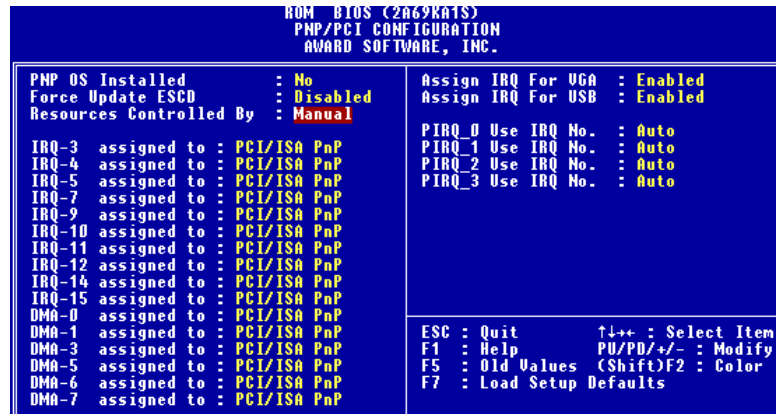 ROM BIOS (2A69KA1S)
PNP/PCI CONFIGURATION
AWARD SOFTWARE, INC.
PNP OS Installed : No
Force Update ESCD : Disabled
Resources Controlled By : Manual
IRQ-3 assigned to : PCI/ISA PnP
IRQ-4 assigned to : PCI/ISA PnP
IRQ-5 assigned to : PCI/ISA PnP
IRQ-7 assigned to : PCI/ISA PnP
IRQ-9 assigned to : PCI/ISA PnP
IRQ-10 assigned to : PCI/ISA PnP
IRQ-11 assigned to : PCI/ISA PnP
IRQ-12 assigned to : PCI/ISA PnP
IRQ-14 assigned to : PCI/ISA PnP
IRQ-15 assigned to : PCI/ISA PnP
DMA-0 assigned to : PCI/ISA PnP
DMA-1 assigned to : PCI/ISA PnP
DMA-3 assigned to : PCI/ISA PnP
DMA-5 assigned to : PCI/ISA PnP
DMA-6 assigned to : PCI/ISA PnP
DMA-7 assigned to : PCI/ISA PnP
Assign IRQ For VGA : Enabled
Assign IRQ For USB : Enabled
PIRQ_0 Use IRQ No. : Auto
PIRQ_1 Use IRQ No. : Auto
PIRQ_2 Use IRQ No. : Auto
PIRQ_3 Use IRQ No. : Auto
ESC : Quit ↑↓→← : Select Item
F1 : Help PU/PD/+/- : Modify
F5 : Old Values (Shift)F2 : Color
F7 : Load Setup Defaults